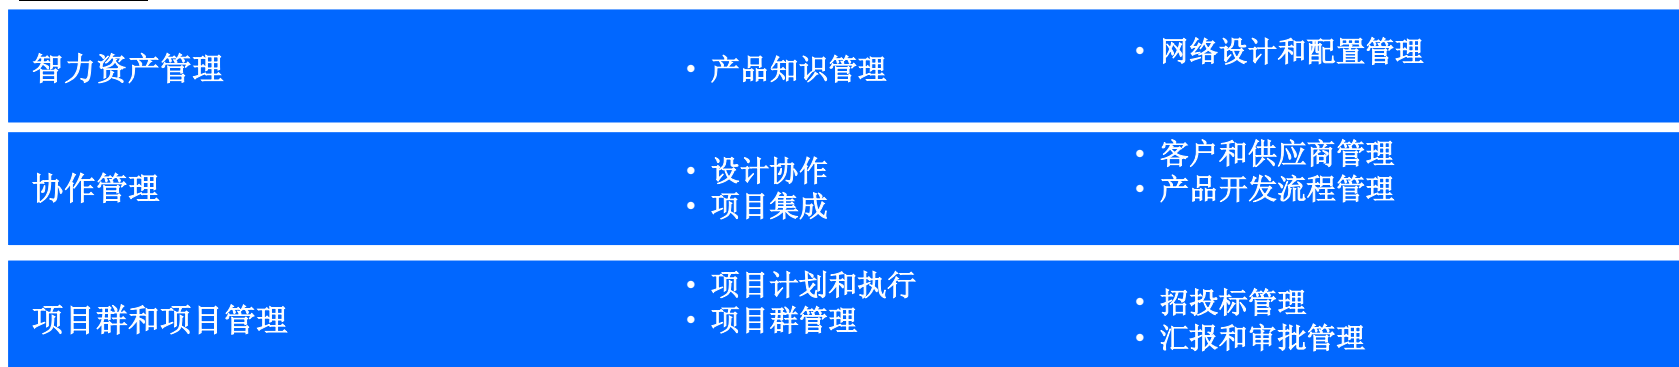 智力资产管理
• 产品知识管理
• 网络设计和配置管理
协作管理
• 设计协作
• 项目集成
• 客户和供应商管理
• 产品开发流程管理
项目群和项目管理
• 项目计划和执行
• 项目群管理
• 招投标管理
• 汇报和审批管理